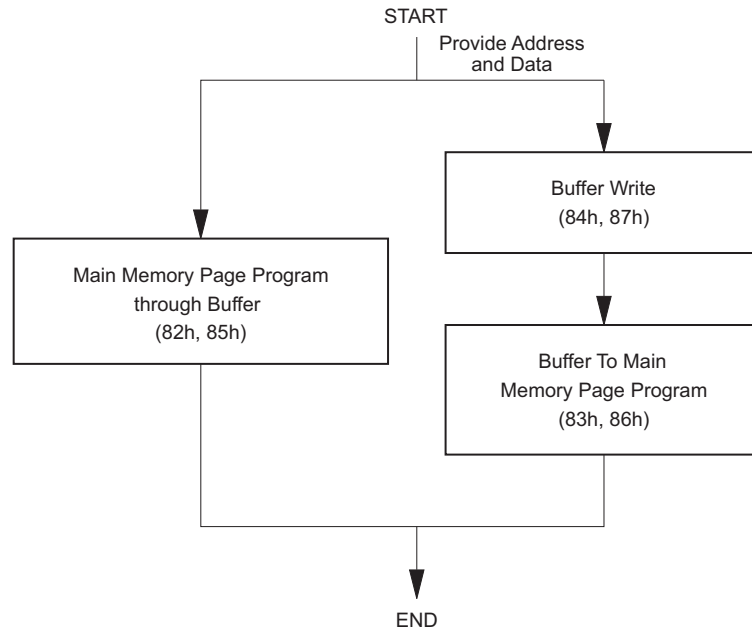 START
Provide Address
and Data
Buffer Write
(84h, 87h)
Main Memory Page Program
through Buffer
(82h, 85h)
Buffer To Main
Memory Page Program
(83h, 86h)
END